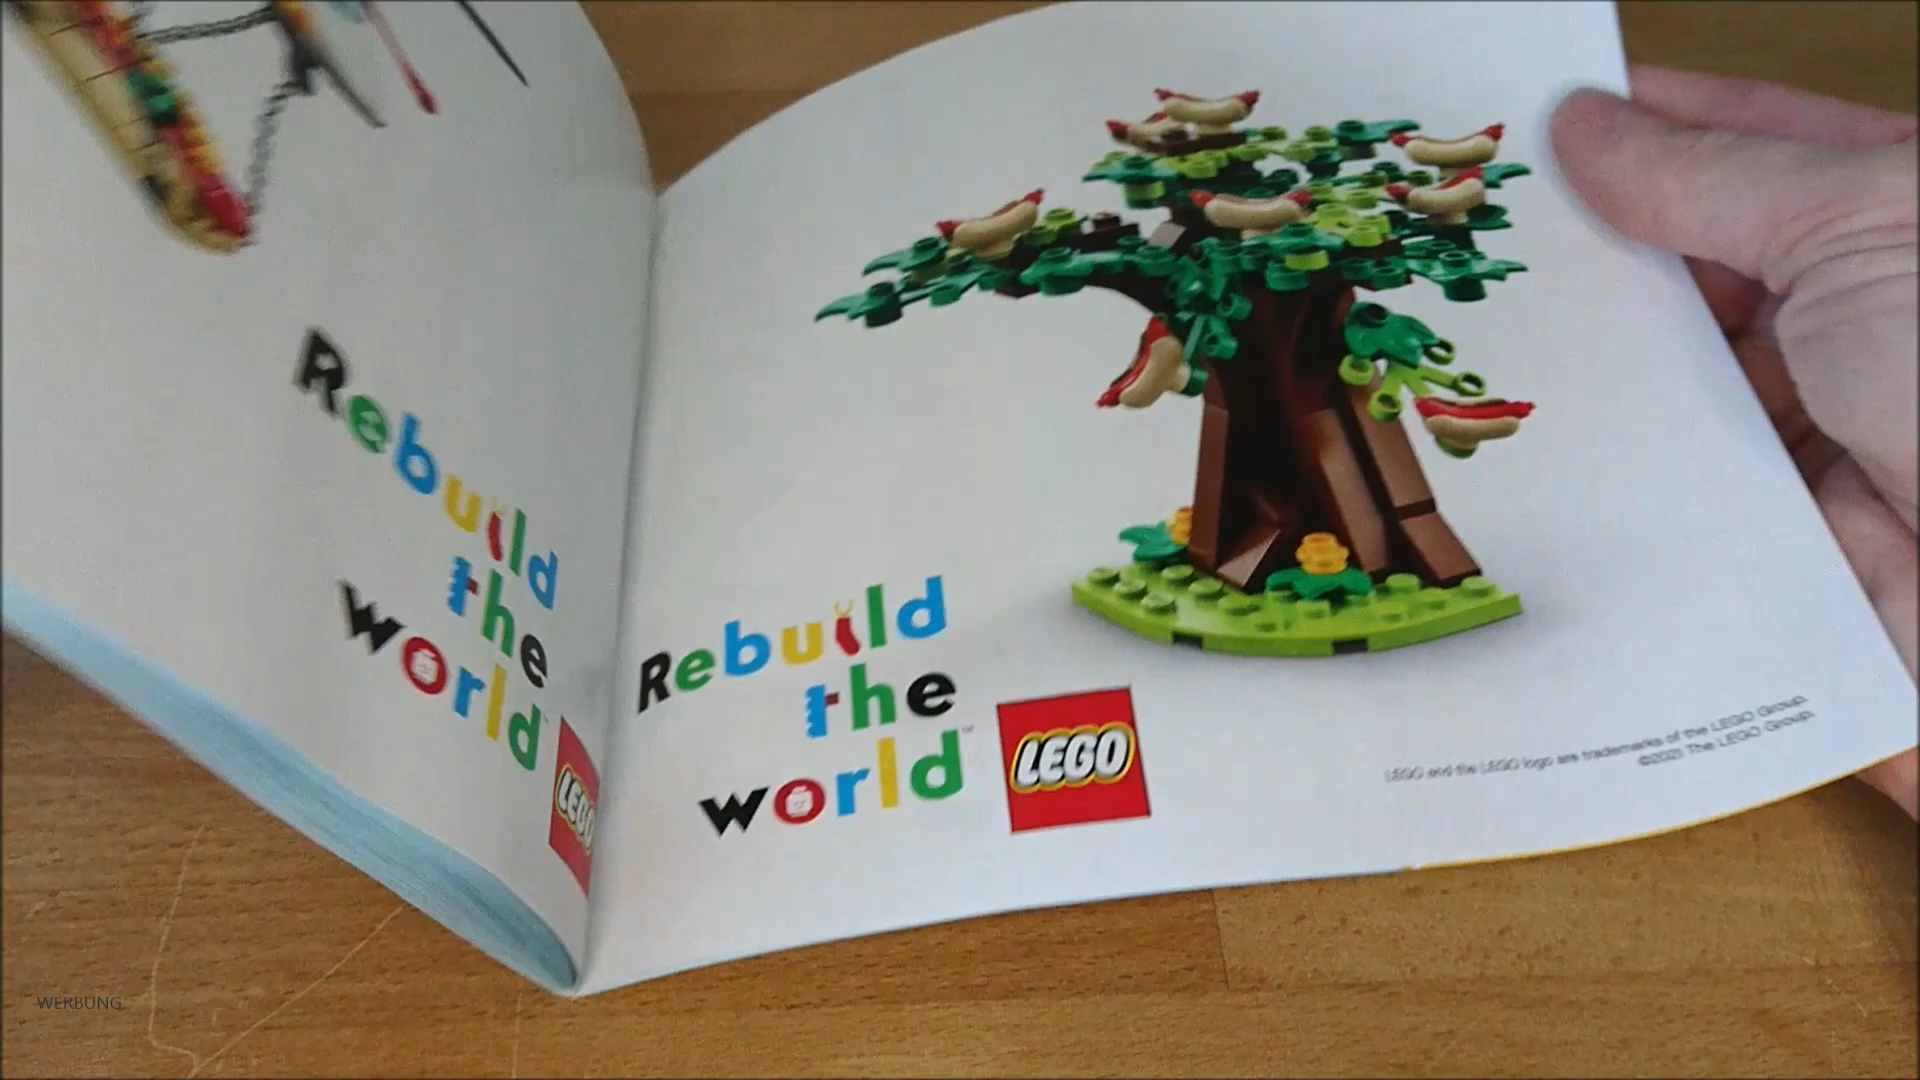 Rebuild
the
world
LEGO
Rebuild
the
world™
LEGO
LEGO and the LEGO logo are trademarks of the LEGO Group.
©2021 The LEGO Group.
WERBUNG